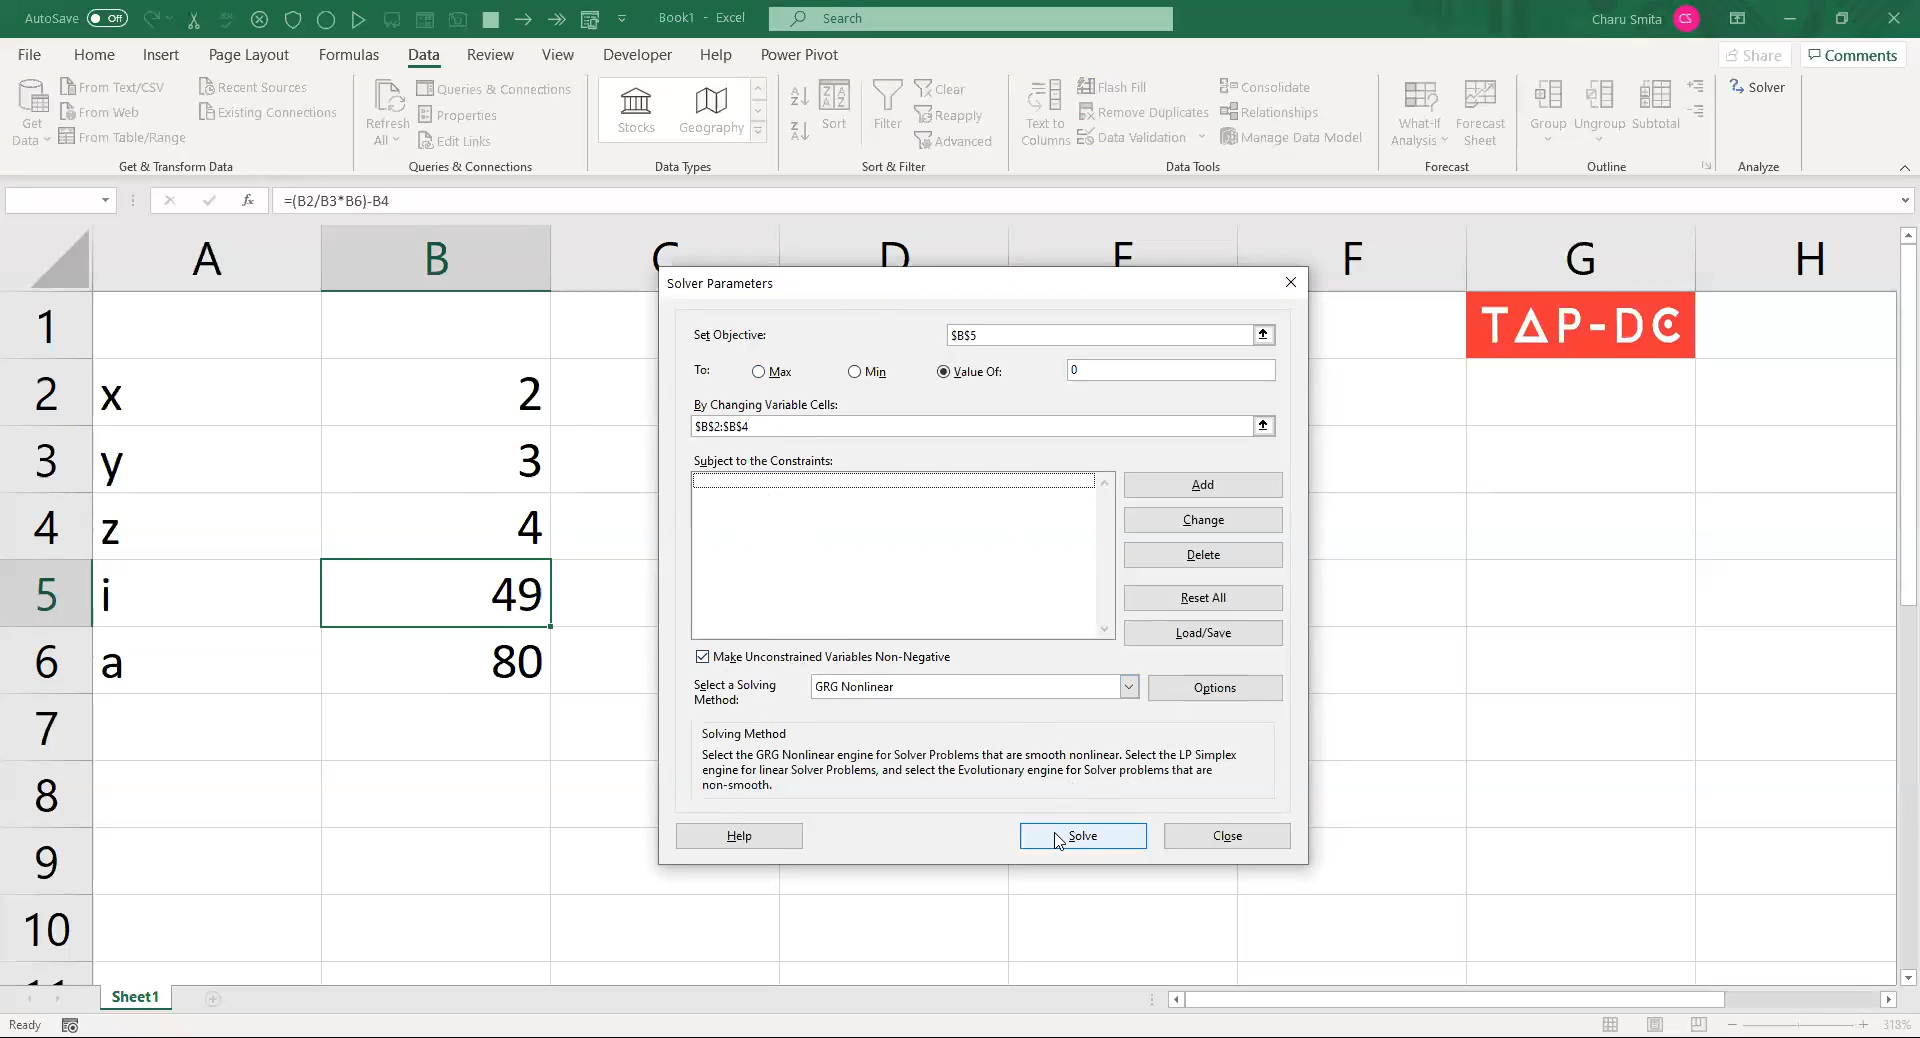 AutoSave Off Book1 - Excel Search Charu Smita CS
File Home Insert Page Layout Formulas Data Review View Developer Help Power Pivot Share Comments
Get Data
From Text/CSV
From Web
From Table/Range
Recent Sources
Existing Connections
Get & Transform Data
Refresh All
Queries & Connections
Properties
Edit Links
Queries & Connections
Stocks
Geography
Data Types
Sort
Filter
Clear
Reapply
Advanced
Sort & Filter
Text to Columns
Flash Fill
Remove Duplicates
Data Validation
Consolidate
Relationships
Manage Data Model
Data Tools
What-If Analysis
Forecast Sheet
Forecast
Group
Ungroup
Subtotal
Outline
Solver
Analyze
fx =(B2/B3*B6)-B4
A B C D E F G H
1 TAP-DC
2 x 2
3 y 3
4 z 4
5 i 49
6 a 80
7
8
9
10
11
Solver Parameters
Set Objective: $B$5
To: Max Min Value Of: 0
By Changing Variable Cells:
$B$2:$B$4
Subject to the Constraints:
Add
Change
Delete
Reset All
Load/Save
Make Unconstrained Variables Non-Negative
Select a Solving
Method:
GRG Nonlinear
Options
Solving Method
Select the GRG Nonlinear engine for Solver Problems that are smooth nonlinear. Select the LP Simplex
engine for linear Solver Problems, and select the Evolutionary engine for Solver problems that are
non-smooth.
Help Solve Close
Sheet1
Ready 318%